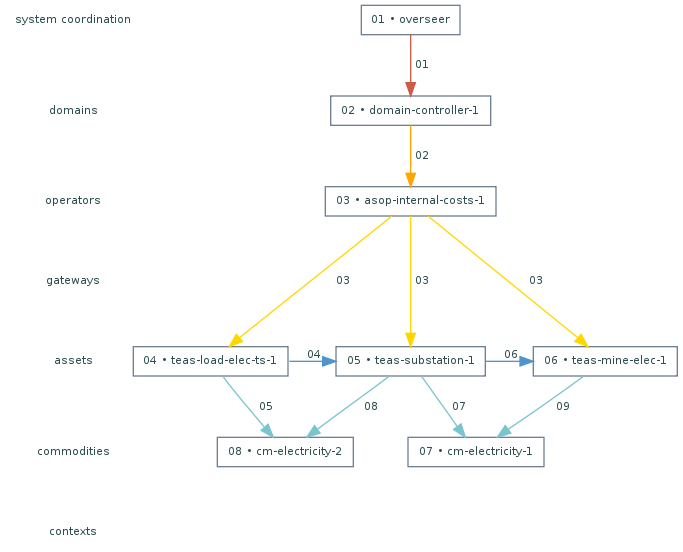 system coordination
01 • overseer
01
domains
02 • domain-controller-1
02
operators
03 • asop-internal-costs-1
gateways
03
03
03
assets
04 • teas-load-elec-ts-1
04
05 • teas-substation-1
06
06 • teas-mine-elec-1
05
08
07
09
commodities
08 • cm-electricity-2
07 • cm-electricity-1
contexts